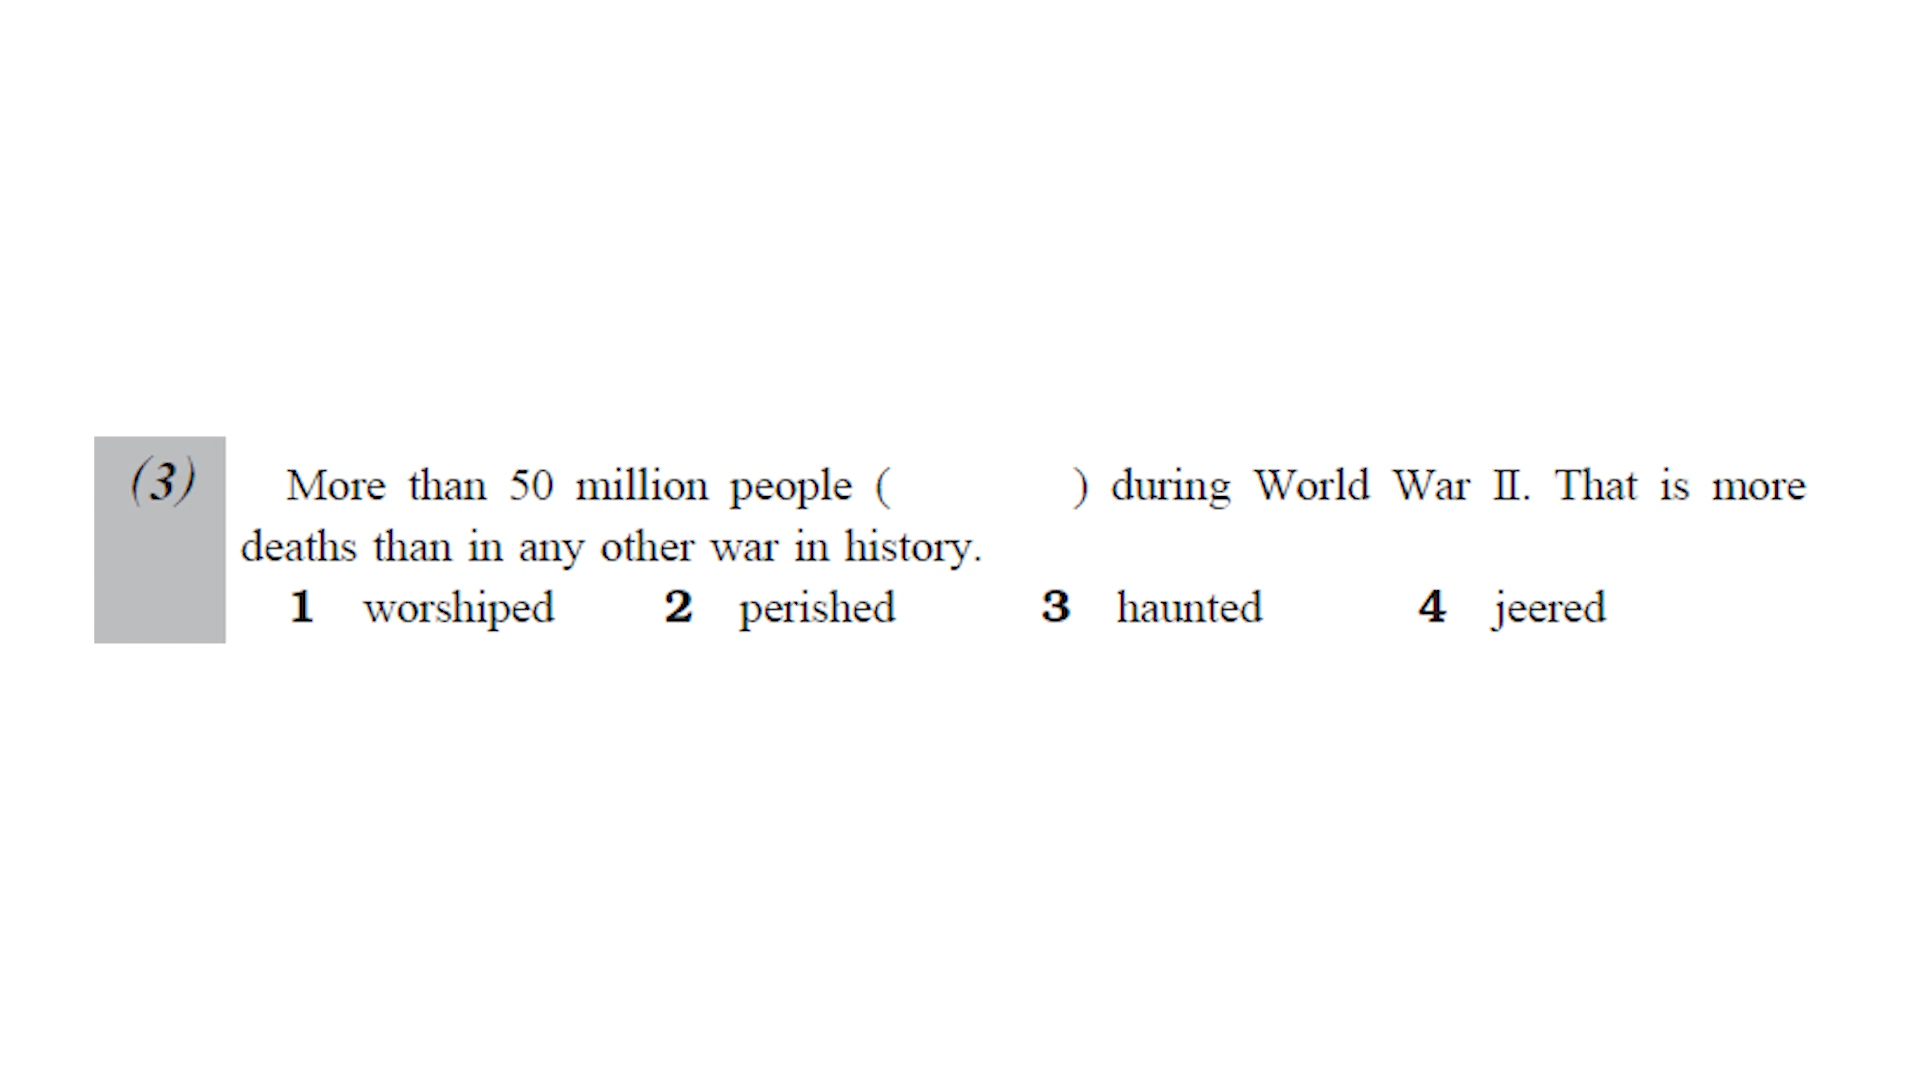 (3) More than 50 million people ( ) during World War II. That is more
deaths than in any other war in history.
1 worshiped 2 perished 3 haunted 4 jeered